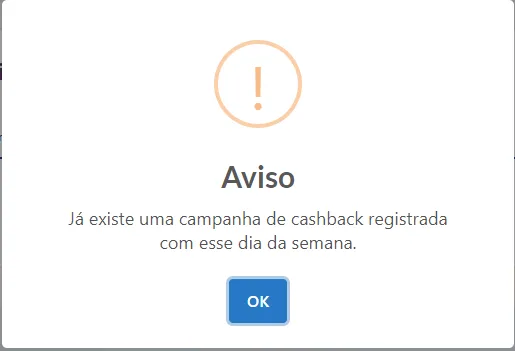 Aviso
Já existe uma campanha de cashback registrada
com esse dia da semana.
OK